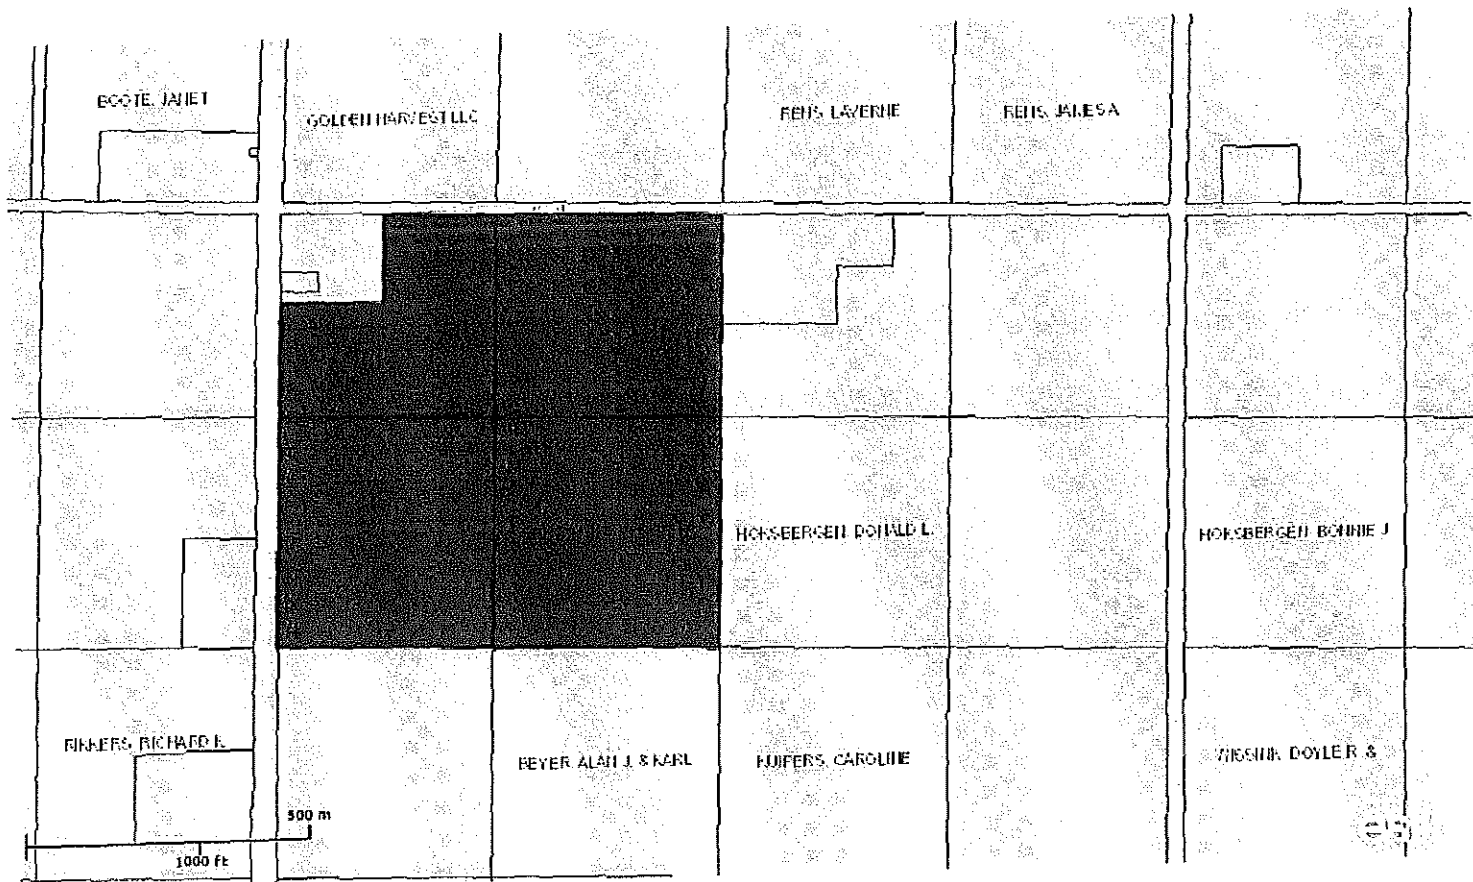 BOOTE, JANET
GOLDEN HARVEST LLC
RENS, LAVERNE
RENS, JAMES A
HOKSBERGEN, DONALD L.
HOKSBERGEN, BONNIE J
RIKKERS, RICHARD R.
BEYER, ALAN J. & KARL
KUIPERS, CAROLINE
WISSINK, DOYLE R. &
500 m
1000 ft